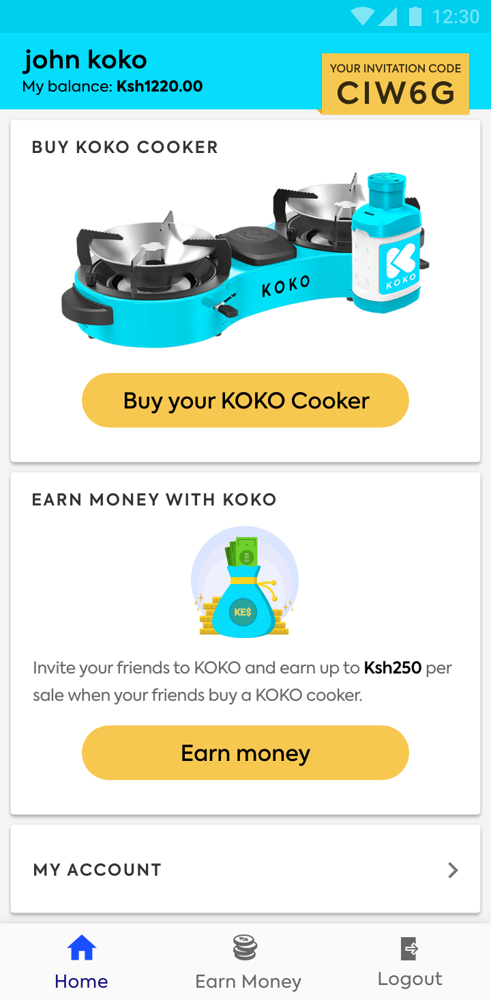 12:30
john koko
My balance: Ksh1220.00
YOUR INVITATION CODE
CIW6G
BUY KOKO COOKER
KOKO
KOKO
Buy your KOKO Cooker
EARN MONEY WITH KOKO
KES
KE$
Invite your friends to KOKO and earn up to Ksh250 per
sale when your friends buy a KOKO cooker.
Earn money
MY ACCOUNT
Home
Earn Money
Logout